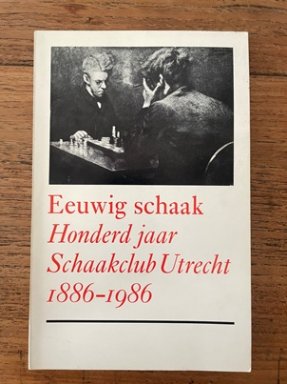 Eeuwig schaak
Honderd jaar
Schaakclub Utrecht
1886–1986